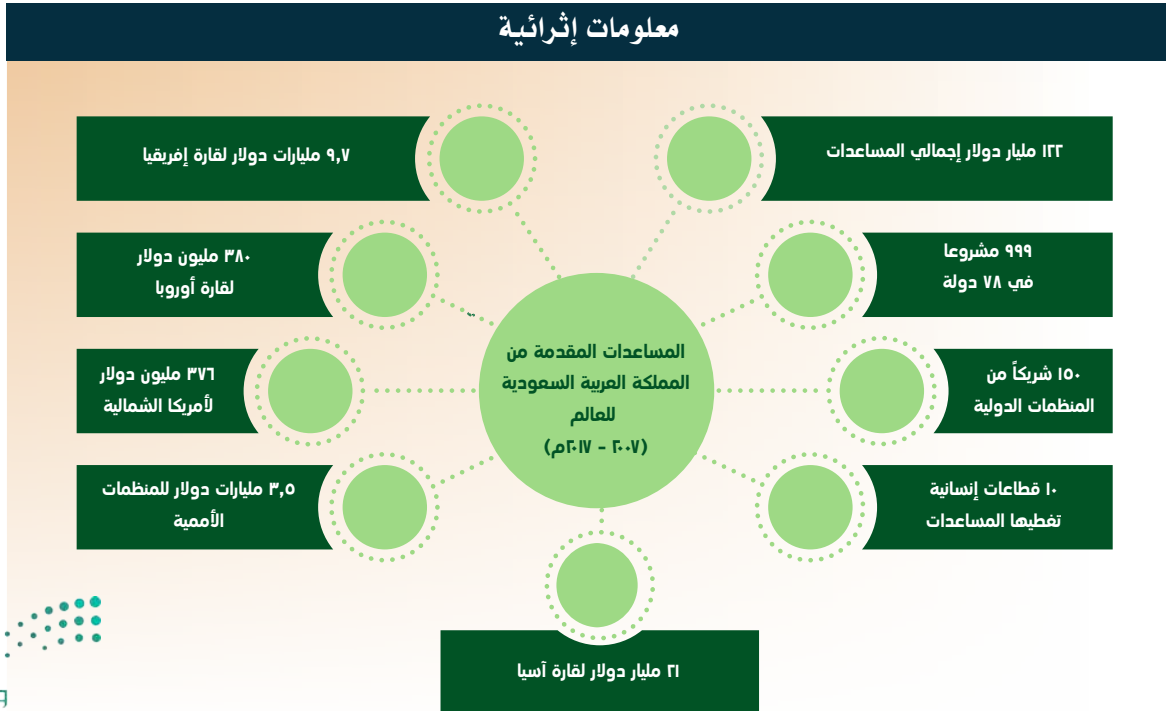 معلومات إثرائية
١٢٢ مليار دولار إجمالي المساعدات
٩,٧ مليارات دولار لقارة إفريقيا
٩٩٩ مشروعا
في ٧٨ دولة
٣٨٠ مليون دولار
لقارة أوروبا
المساعدات المقدمة من
المملكة العربية السعودية
للعالم
(٢٠٠٧ - ٢٠١٧م)
١٥٠ شريكاً من
المنظمات الدولية
٣٧٦ مليون دولار
لأمريكا الشمالية
١٠ قطاعات إنسانية
تغطيها المساعدات
٣,٥ مليارات دولار للمنظمات
الأممية
٢١ مليار دولار لقارة آسيا